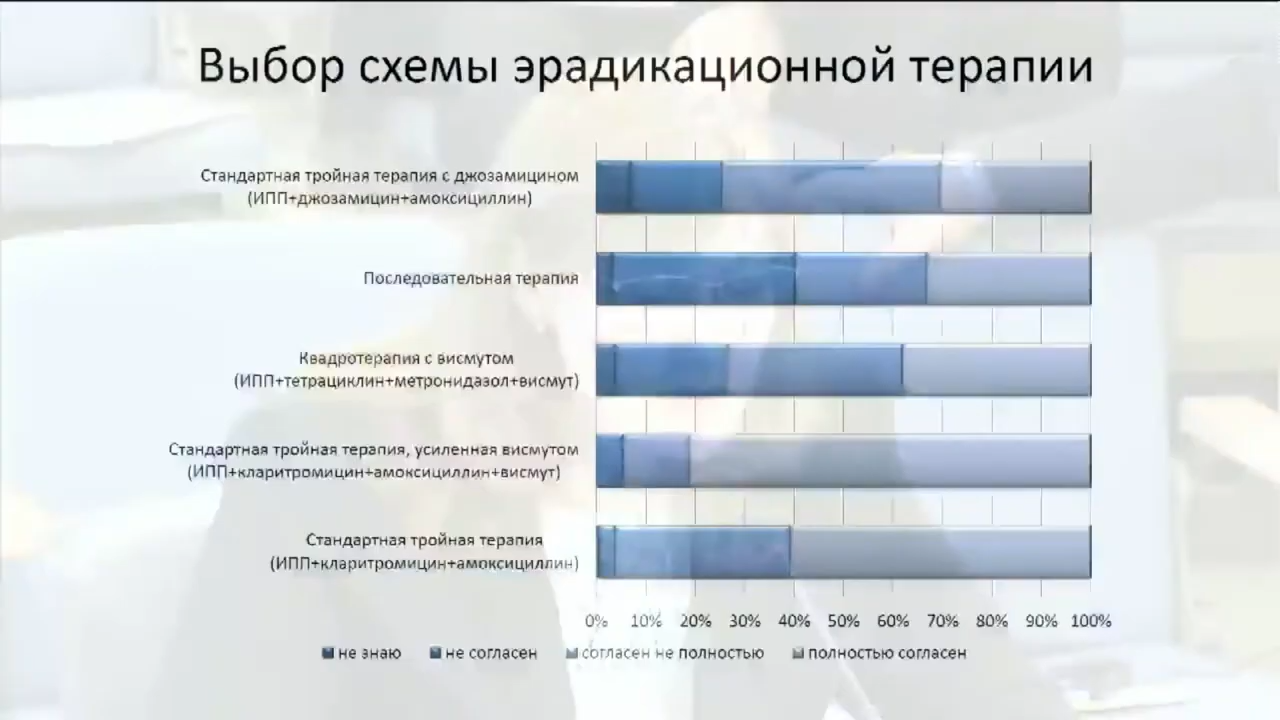 Выбор схемы эрадикационной терапии
Стандартная тройная терапия с джозамицином
(ИПП+джозамицин+амоксициллин)
Последовательная терапия
Квадротерапия с висмутом
(ИПП+тетрациклин+метронидазол+висмут)
Стандартная тройная терапия, усиленная висмутом
(ИПП+кларитромицин+амоксициллин+висмут)
Стандартная тройная терапия
(ИПП+кларитромицин+амоксициллин)
0% 10% 20% 30% 40% 50% 60% 70% 80% 90% 100%
не знаю не согласен согласен не полностью полностью согласен